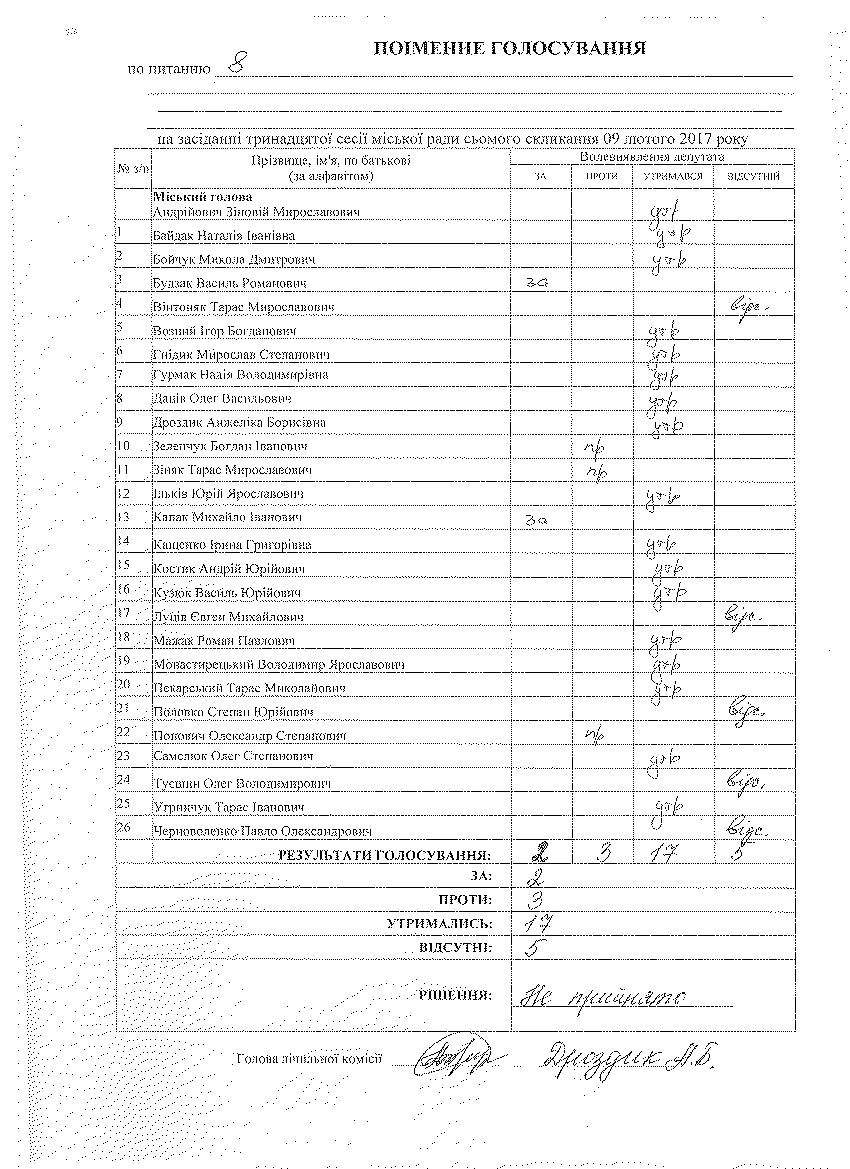 ПОІМЕННЕ ГОЛОСУВАННЯ
по питанню 8
на засіданні тринадцятої сесії міської ради сьомого скликання 09 лютого 2017 року
№ з/п Прізвище, ім'я, по батькові (за алфавітом) Волевиявлення депутата
ЗА ПРОТИ УТРИМАВСЯ ВІДСУТНІЙ
Міський голова
Андрійович Зіновій Мирославович утр
1 Байдак Наталія Іванівна утр
2 Бойчук Микола Дмитрович утр
3 Будзак Василь Романович за
4 Вінтоняк Тарас Мирославович відс.
5 Возний Ігор Богданович утр
6 Гнідик Мирослав Степанович утр
7 Гурмак Надія Володимирівна утр
8 Данів Олег Васильович утр
9 Дроздик Анжеліка Борисівна утр
10 Зеленчук Богдан Іванович пр
11 Зіняк Тарас Мирославович пр
12 Ільків Юрій Ярославович утр
13 Капак Михайло Іванович за
14 Кащенко Ірина Григорівна утр
15 Костик Андрій Юрійович утр
16 Кузюк Василь Юрійович утр
17 Луців Євген Михайлович відс.
18 Мажак Роман Павлович утр
19 Монастирецький Володимир Ярославович утр
20 Пекарський Тарас Миколайович утр
21 Половко Степан Юрійович відс.
22 Попович Олександр Степанович пр
23 Самелюк Олег Степанович утр
24 Туєшин Олег Володимирович відс.
25 Угринчук Тарас Іванович утр
26 Черноволенко Павло Олександрович відс.
РЕЗУЛЬТАТИ ГОЛОСУВАННЯ: 2 3 17 5
ЗА: 2
ПРОТИ: 3
УТРИМАЛИСЬ: 17
ВІДСУТНІ: 5
РІШЕННЯ: Не прийнято
Голова лічильної комісії Дроздик А.Б.